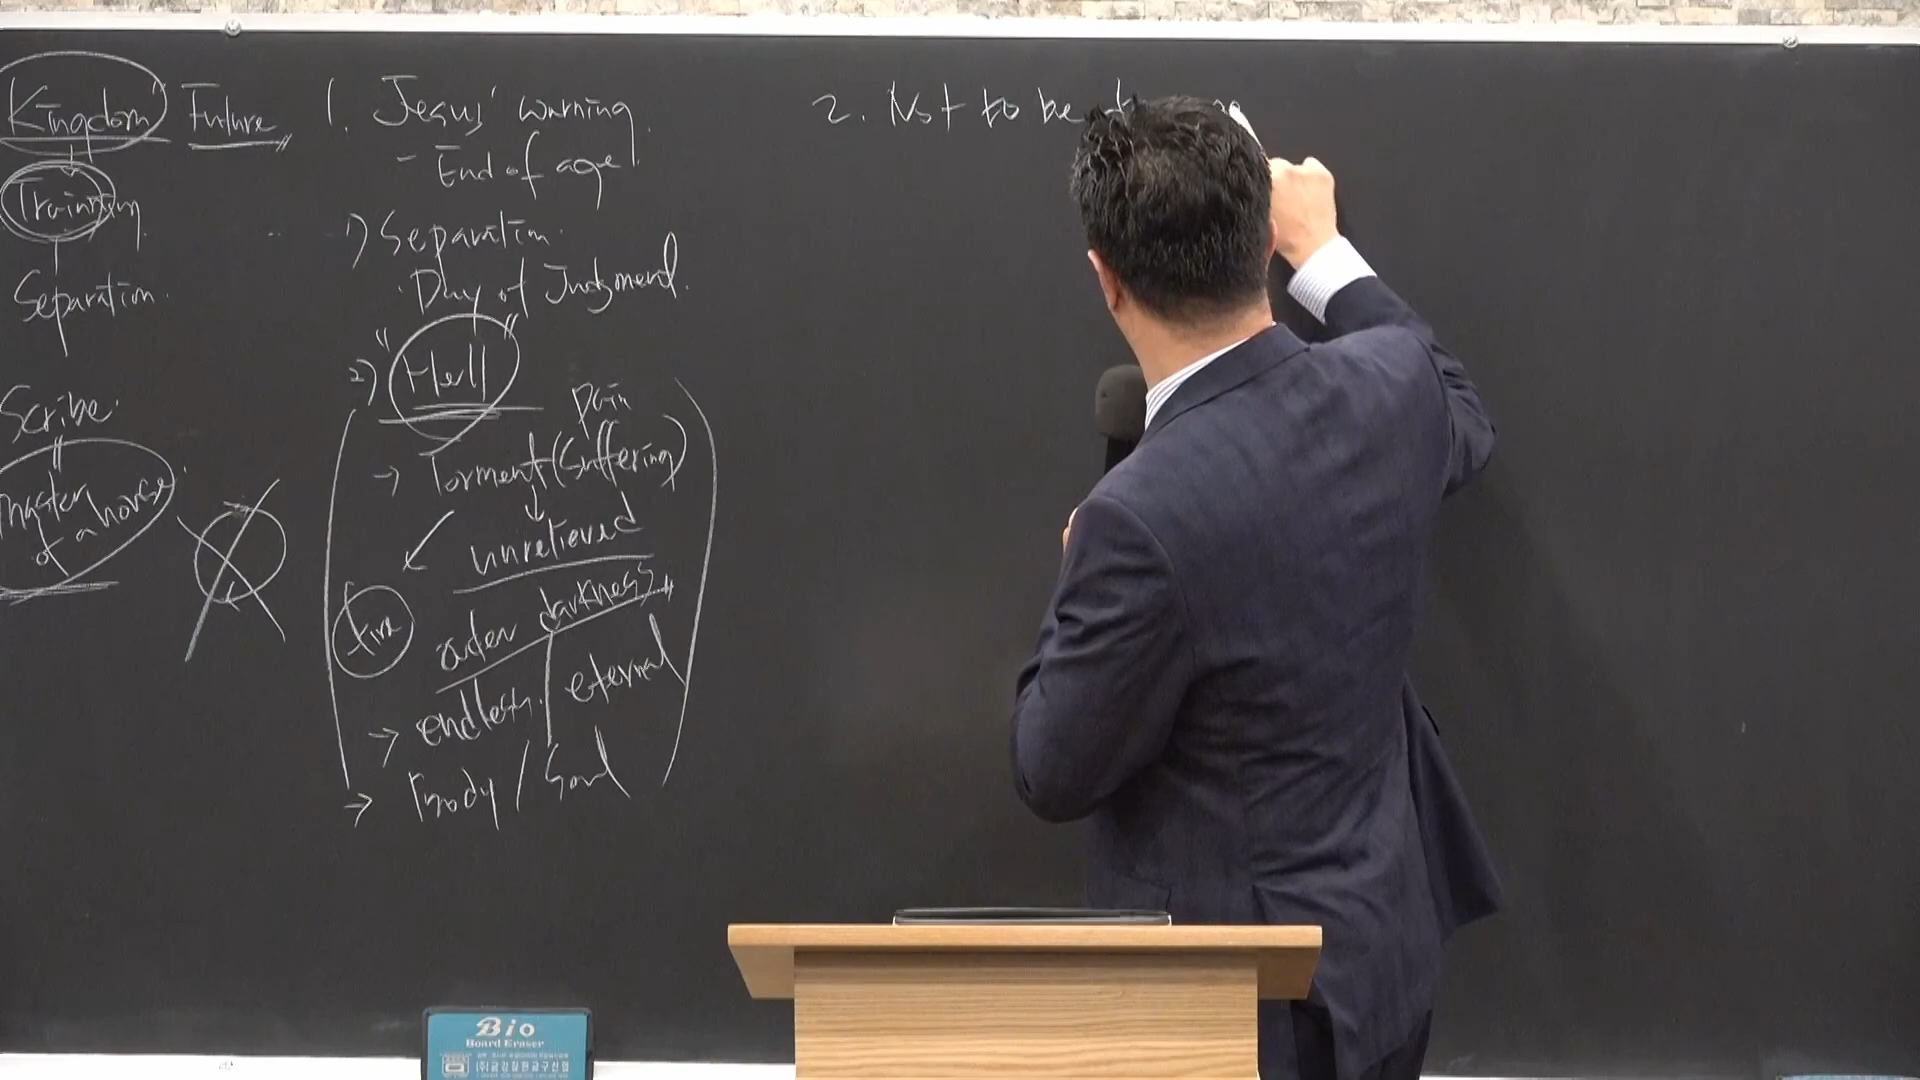 "Kingdom" Future
Training
Separation.
Scribe.
master
of a house
1. Jesus' warning.
- End of age
1) Separation.
· Day of Judgment.
2) "Hell"
pain
→ Torment (Suffering)
unrelieved
fire
outer darkness
→ endless. / eternal
→ Body / Soul
2. Not to be
Bio
Board Eraser